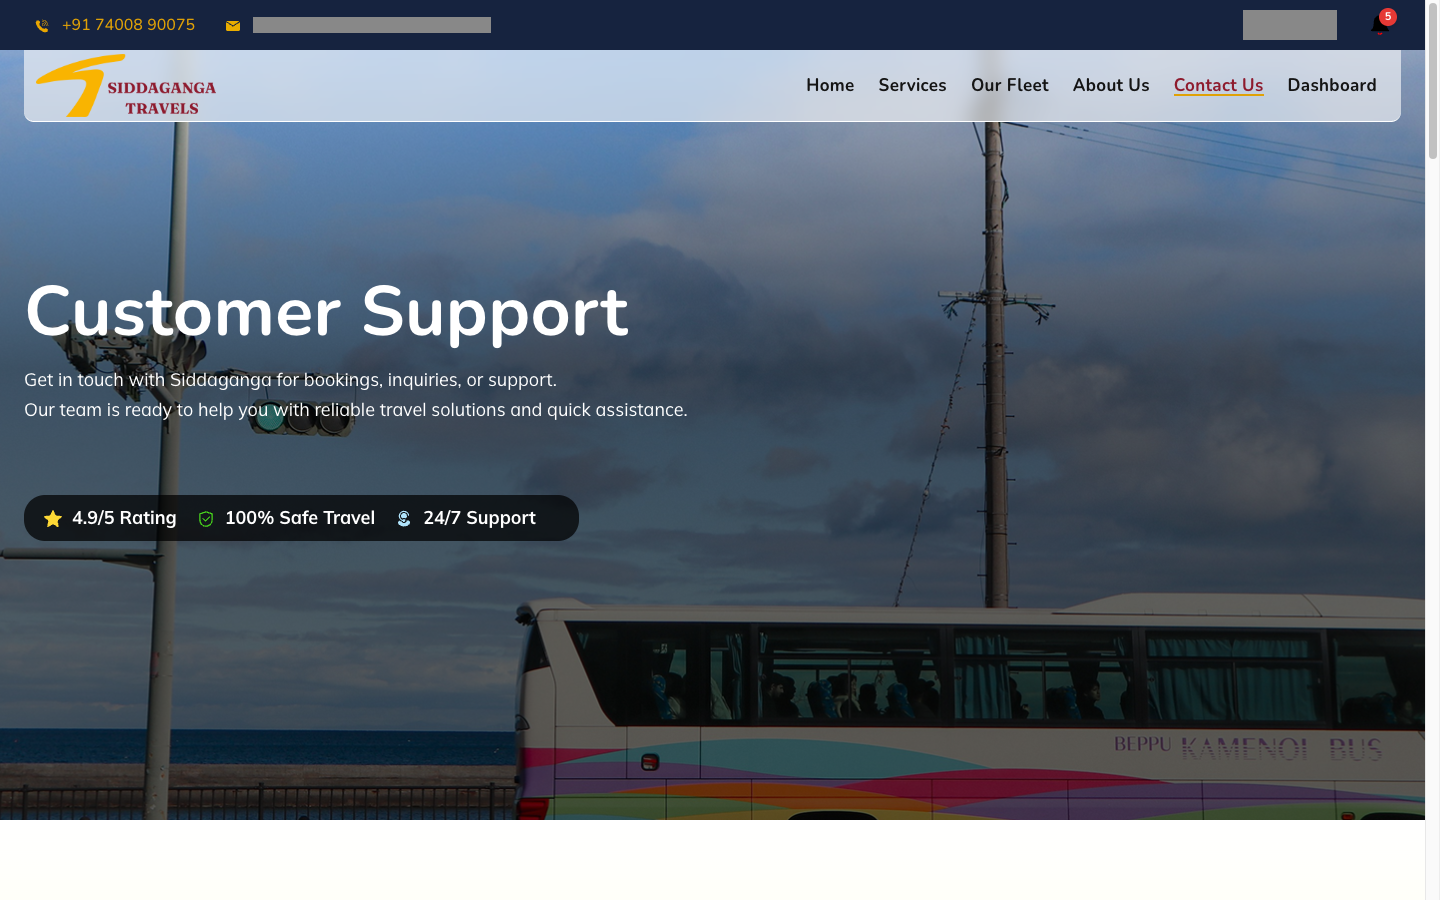 +91 74008 90075
5
SIDDAGANGA
TRAVELS
Home Services Our Fleet About Us Contact Us Dashboard
Customer Support
Get in touch with Siddaganga for bookings, inquiries, or support.
Our team is ready to help you with reliable travel solutions and quick assistance.
4.9/5 Rating 100% Safe Travel 24/7 Support
BEPPU KAMENOI BUS